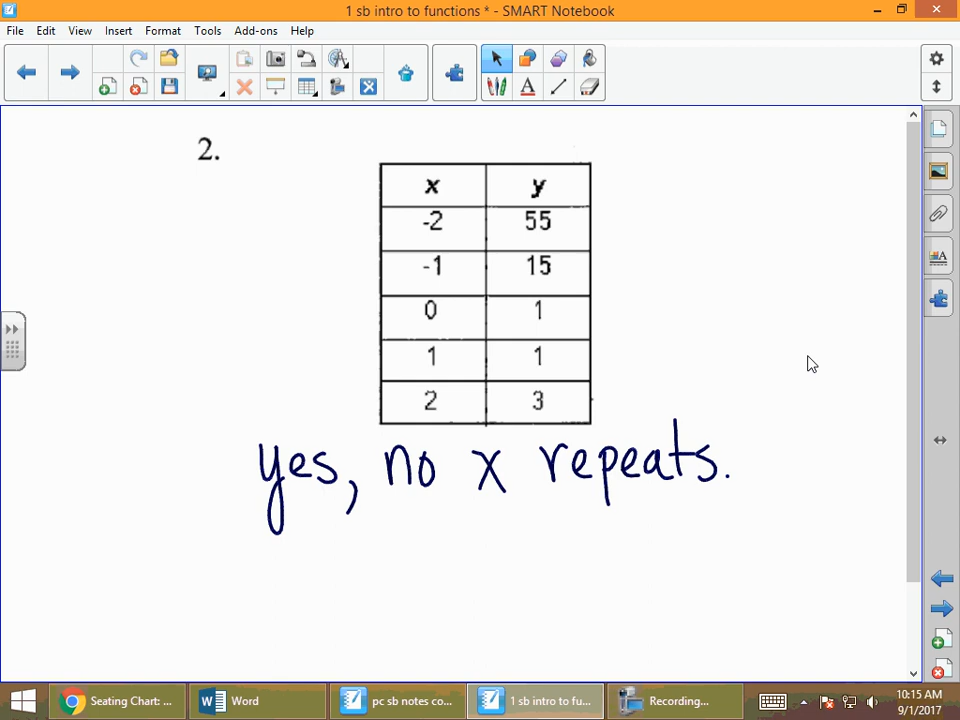 1 sb intro to functions * - SMART Notebook
File Edit View Insert Format Tools Add-ons Help
2.
x y
-2 55
-1 15
0 1
1 1
2 3
yes, no x repeats.
Seating Chart: ... Word pc sb notes co... 1 sb intro to fu... Recording... 10:15 AM
9/1/2017